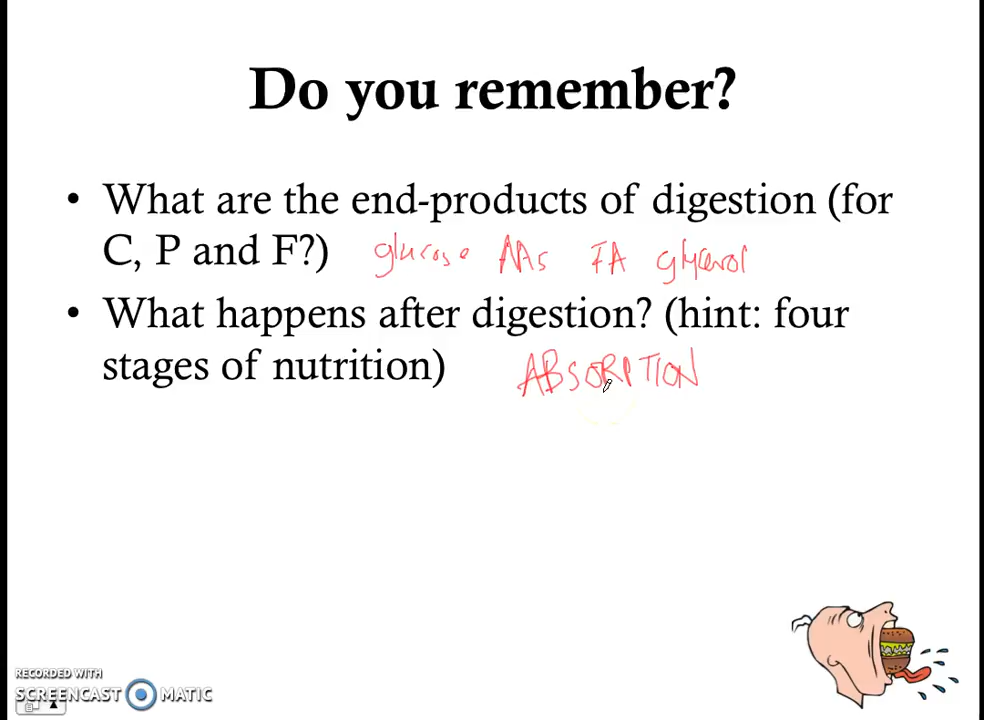 Do you remember?
• What are the end-products of digestion (for
C, P and F?) glucose AAs FA glycerol
• What happens after digestion? (hint: four
stages of nutrition) ABSORPTION
RECORDED WITH
SCREENCAST MATIC